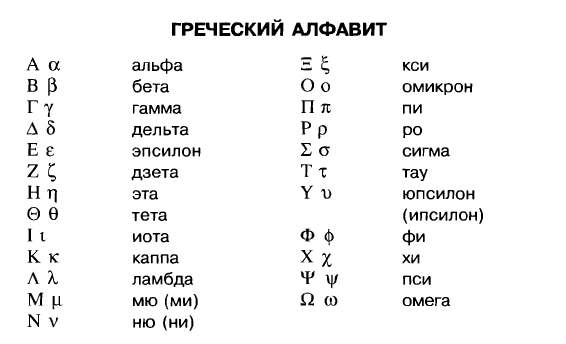 ГРЕЧЕСКИЙ АЛФАВИТ
Α α альфа
Β β бета
Γ γ гамма
Δ δ дельта
Ε ε эпсилон
Ζ ζ дзета
Η η эта
Θ θ тета
Ι ι иота
Κ κ каппа
Λ λ ламбда
Μ μ мю (ми)
Ν ν ню (ни)
Ξ ξ кси
Ο ο омикрон
Π π пи
Ρ ρ ро
Σ σ сигма
Τ τ тау
Υ υ юпсилон
(ипсилон)
Φ ϕ фи
Χ χ хи
Ψ ψ пси
Ω ω омега